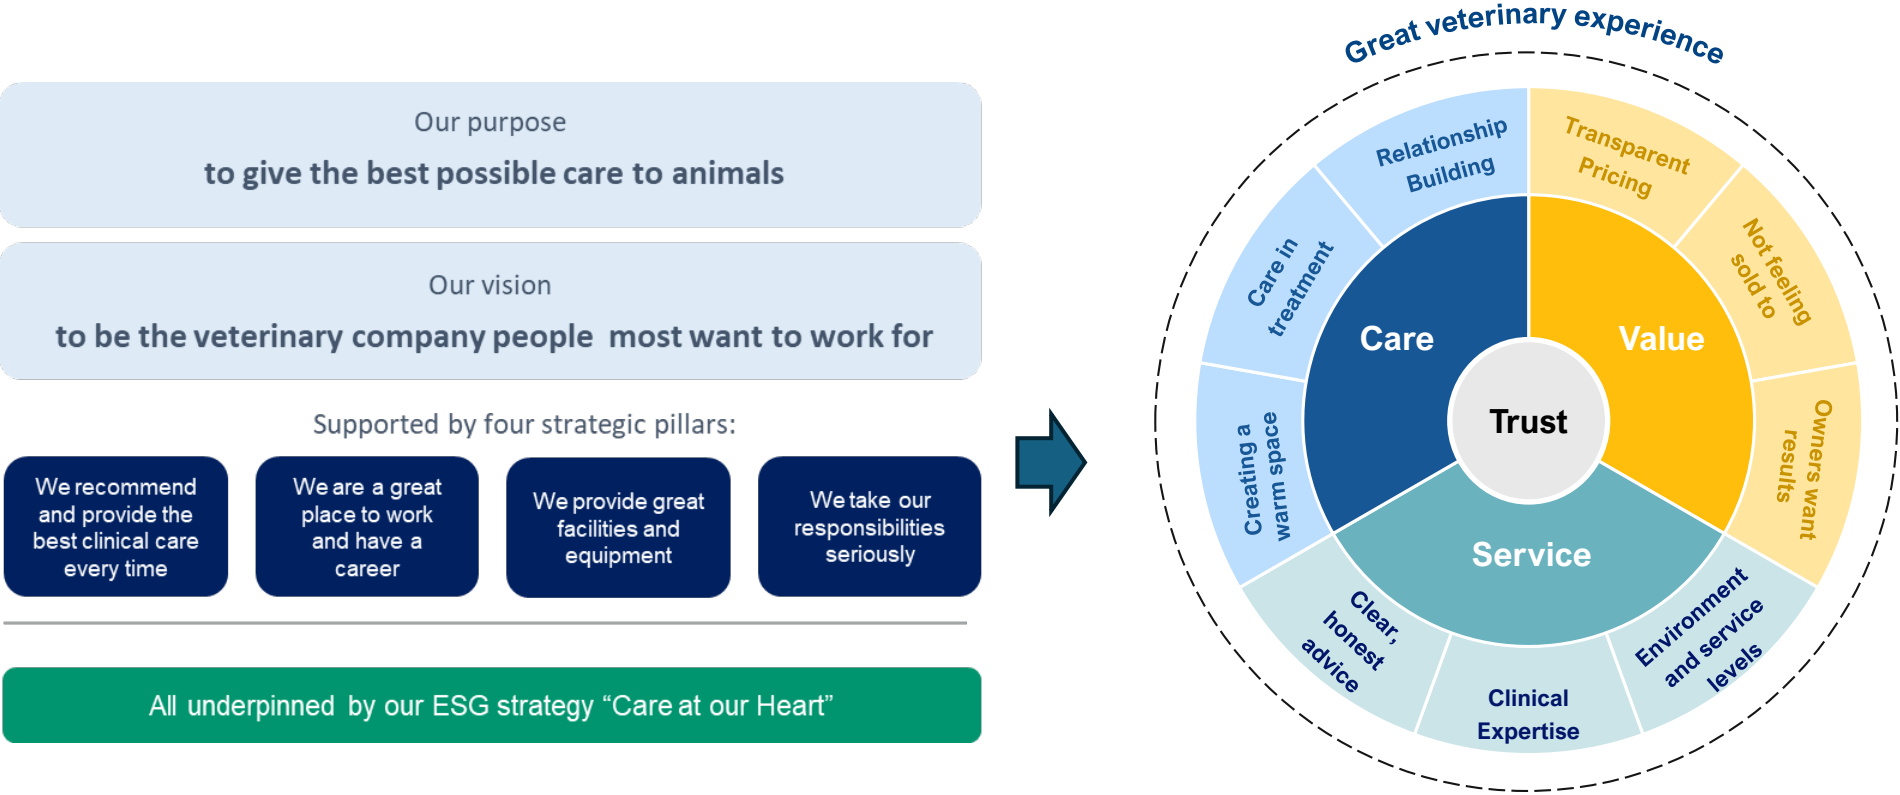 Our purpose
to give the best possible care to animals
Our vision
to be the veterinary company people most want to work for
Supported by four strategic pillars:
We recommend
and provide the
best clinical care
every time
We are a great
place to work
and have a
career
We provide great
facilities and
equipment
We take our
responsibilities
seriously
All underpinned by our ESG strategy “Care at our Heart”
Great veterinary experience
Relationship
Building
Transparent
Pricing
Care in
treatment
Not feeling
sold to
Care
Value
Trust
Creating a
warm space
Owners want
results
Service
Clear,
honest
advice
Clinical
Expertise
Environment
and service
levels